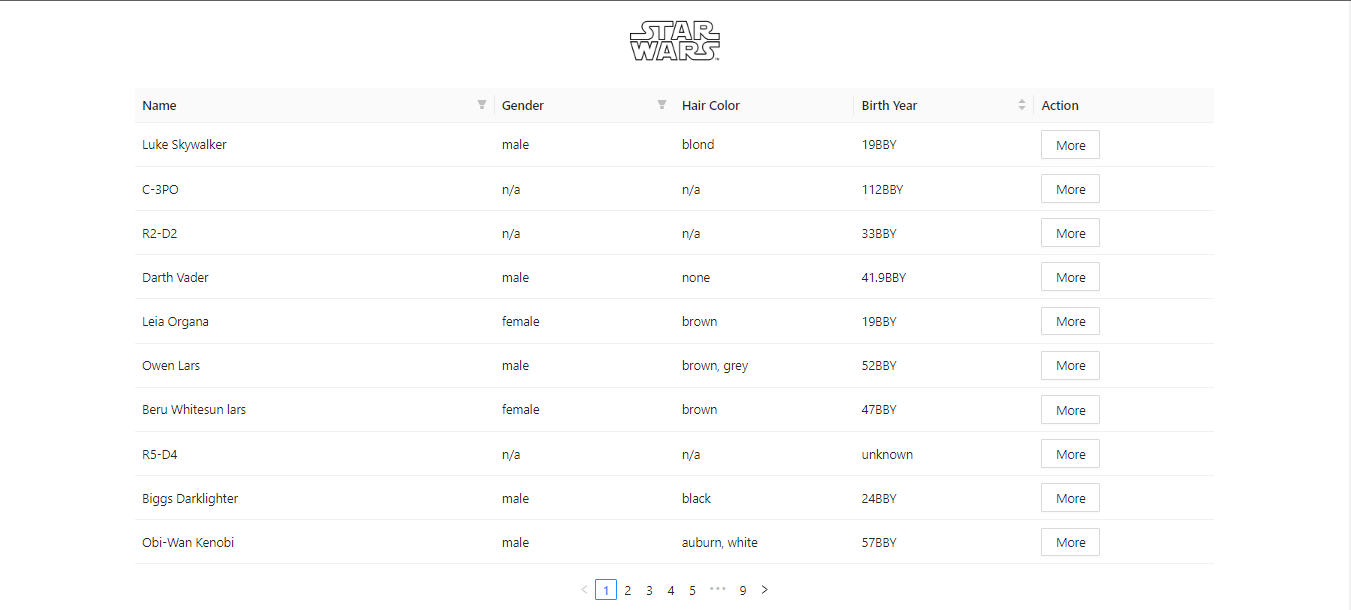 STAR
WARS
Name Gender Hair Color Birth Year Action
Luke Skywalker male blond 19BBY More
C-3PO n/a n/a 112BBY More
R2-D2 n/a n/a 33BBY More
Darth Vader male none 41.9BBY More
Leia Organa female brown 19BBY More
Owen Lars male brown, grey 52BBY More
Beru Whitesun lars female brown 47BBY More
R5-D4 n/a n/a unknown More
Biggs Darklighter male black 24BBY More
Obi-Wan Kenobi male auburn, white 57BBY More
< 1 2 3 4 5 ••• 9 >